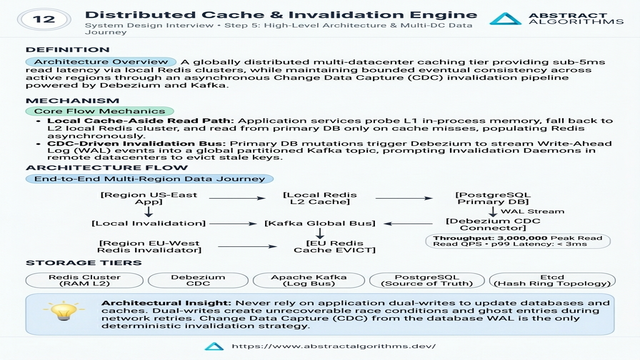 12
Distributed Cache & Invalidation Engine
System Design Interview • Step 5: High-Level Architecture & Multi-DC Data
Journey
ABSTRACT
ALGORITHMS
DEFINITION
Architecture Overview A globally distributed multi-datacenter caching tier providing sub-5ms
read latency via local Redis clusters, while maintaining bounded eventual consistency across
active regions through an asynchronous Change Data Capture (CDC) invalidation pipeline
powered by Debezium and Kafka.
MECHANISM
Core Flow Mechanics
• Local Cache-Aside Read Path: Application services probe L1 in-process memory, fall back to
L2 local Redis cluster, and read from primary DB only on cache misses, populating Redis
asynchronously.
• CDC-Driven Invalidation Bus: Primary DB mutations trigger Debezium to stream Write-Ahead
Log (WAL) events into a global partitioned Kafka topic, prompting Invalidation Daemons in
remote datacenters to evict stale keys.
ARCHITECTURE FLOW
End-to-End Multi-Region Data Journey
[Region US-East
App]
[Local Redis
L2 Cache]
[PostgreSQL
Primary DB]
WAL Stream
[Local Invalidation]
[Kafka Global Bus]
[Debezium CDC
Connector]
[Region EU-West
Redis Invalidator]
[EU Redis
Cache EVICT]
Throughput: 3,000,000 Peak Read
Read QPS • p99 Latency: < 3ms
STORAGE TIERS
Redis Cluster
(RAM L2)
Debezium
CDC
Apache Kafka
(Log Bus)
PostgreSQL
(Source of Truth)
Etcd
(Hash Ring Topology)
Architectural Insight: Never rely on application dual-writes to update databases and
caches. Dual-writes create unrecoverable race conditions and ghost entries during
network retries. Change Data Capture (CDC) from the database WAL is the only
deterministic invalidation strategy.
https://www.abstractalgorithms.dev/